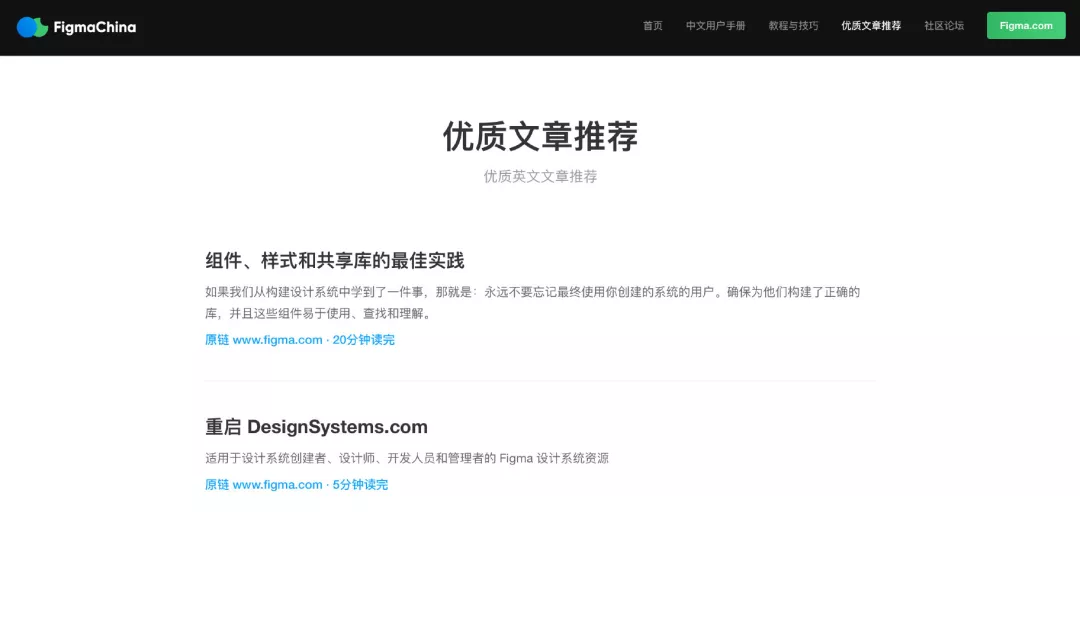 FigmaChina
首页 中文用户手册 教程与技巧 优质文章推荐 社区论坛 Figma.com
优质文章推荐
优质英文文章推荐
组件、样式和共享库的最佳实践
如果我们从构建设计系统中学到了一件事，那就是：永远不要忘记最终使用你创建的系统的用户。确保为他们构建了正确的
库，并且这些组件易于使用、查找和理解。
原链 www.figma.com · 20分钟读完
重启 DesignSystems.com
适用于设计系统创建者、设计师、开发人员和管理者的 Figma 设计系统资源
原链 www.figma.com · 5分钟读完